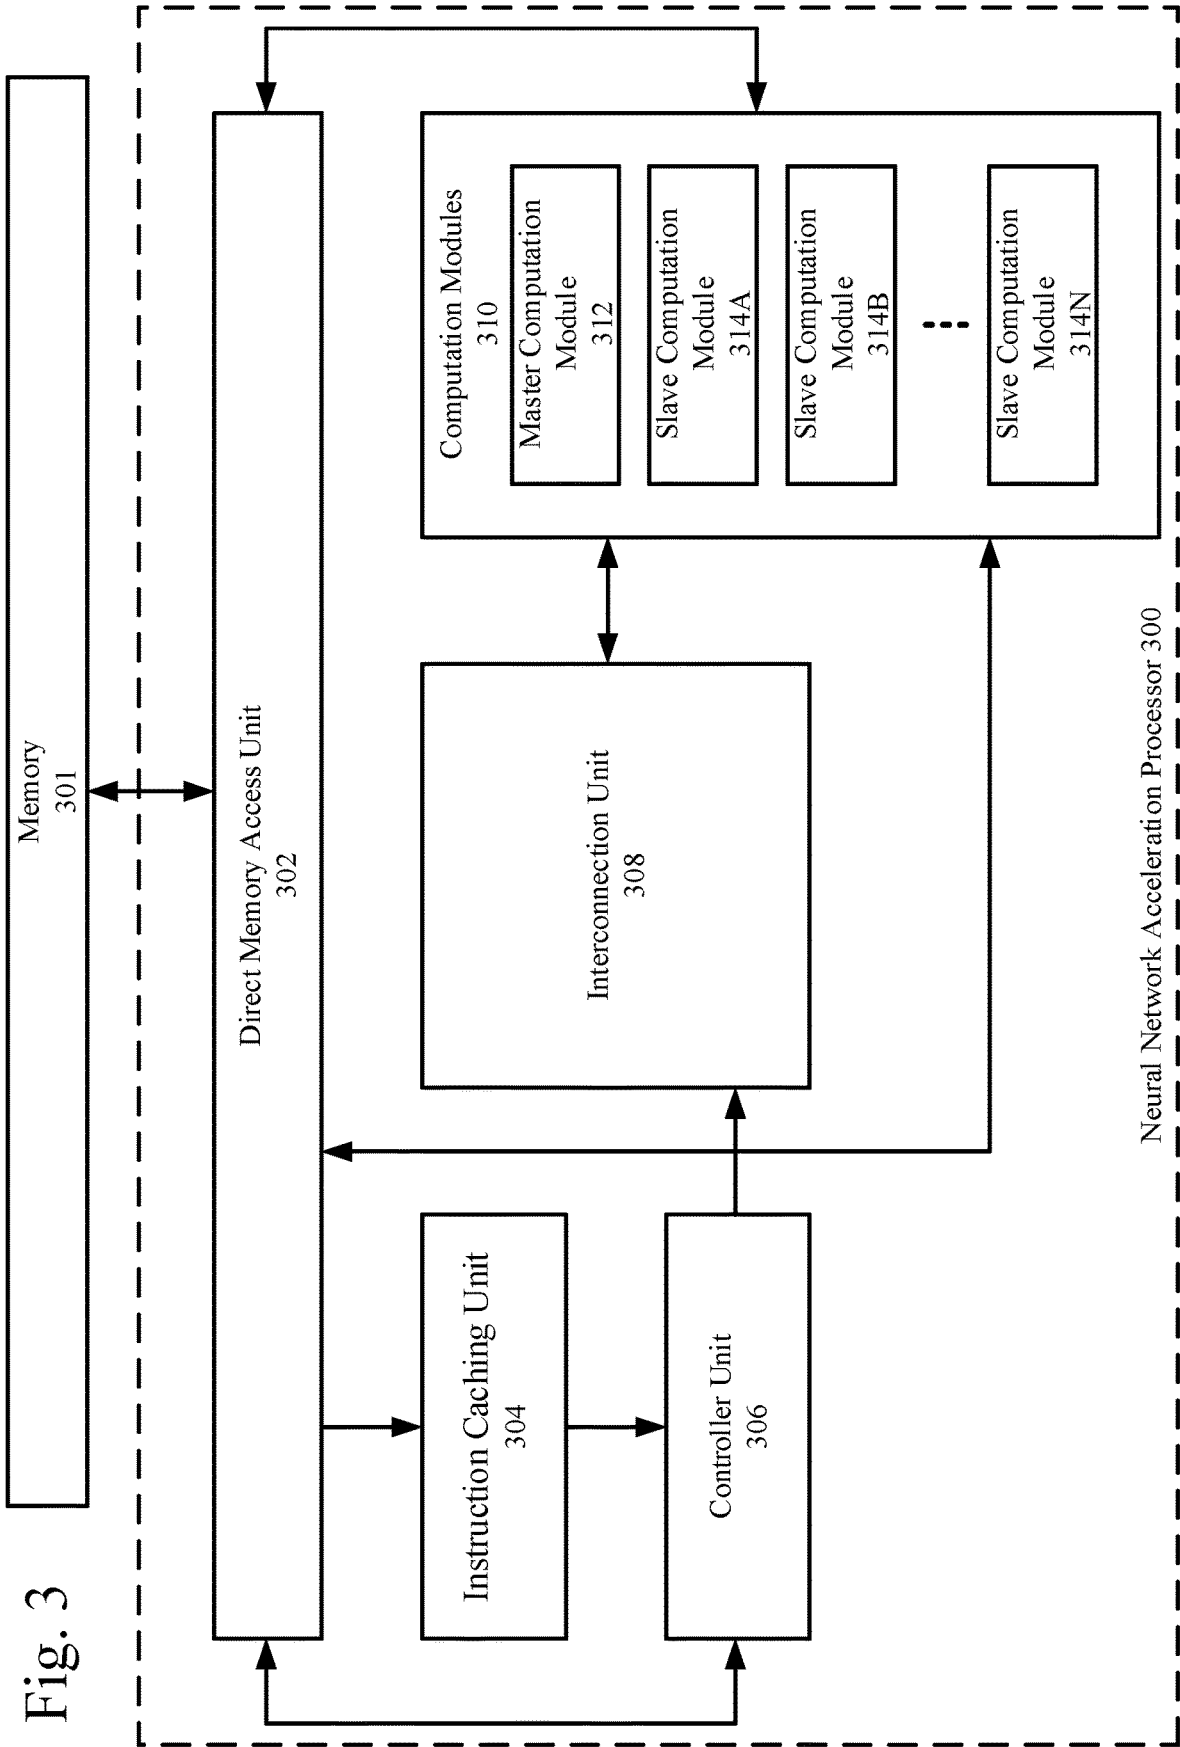 Fig. 3
Memory
301
Direct Memory Access Unit
302
Instruction Caching Unit
304
Controller Unit
306
Interconnection Unit
308
Computation Modules
310
Master Computation
Module
312
Slave Computation
Module
314A
Slave Computation
Module
314B
Slave Computation
Module
314N
Neural Network Acceleration Processor 300